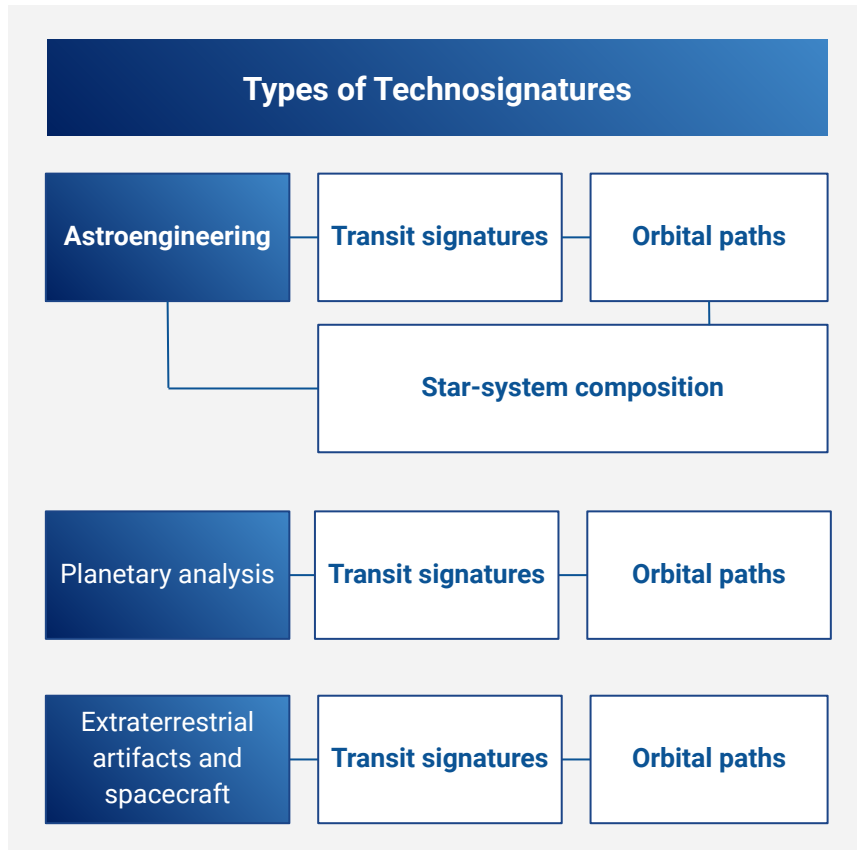 Types of Technosignatures
Astroengineering
Transit signatures
Orbital paths
Star-system composition
Planetary analysis
Transit signatures
Orbital paths
Extraterrestrial
artifacts and
spacecraft
Transit signatures
Orbital paths